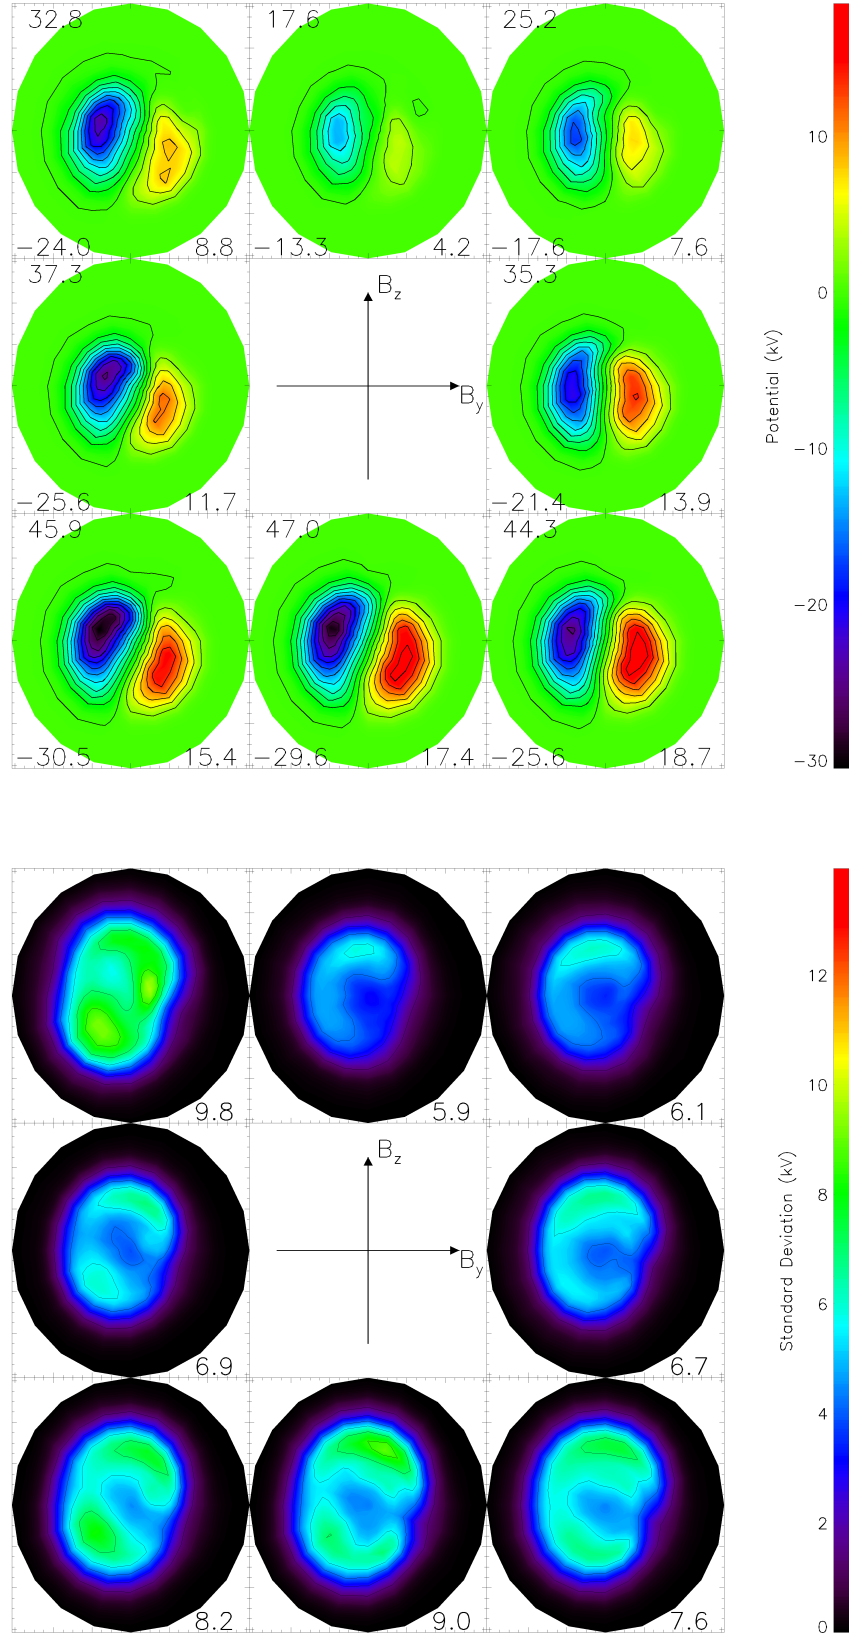 32.8 17.6 25.2
10
−24.0 8.8 −13.3 4.2 −17.6 7.6
37.3 35.3
Bz
0
Potential (kV)
By
−10
−25.6 11.7 −21.4 13.9
45.9 47.0 44.3
−20
−30.5 15.4 −29.6 17.4 −25.6 18.7
−30
12
10
9.8 5.9 6.1
Bz
8
Standard Deviation (kV)
By
6
6.9 6.7
4
2
8.2 9.0 7.6
0